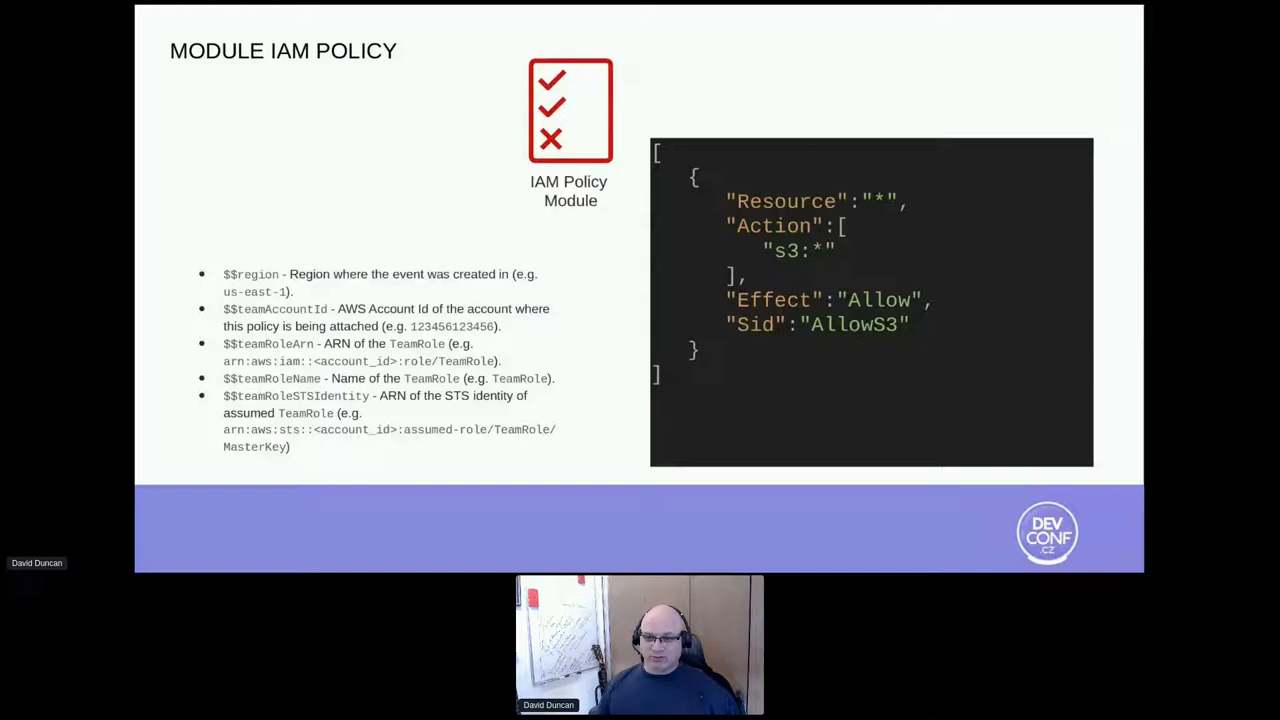 MODULE IAM POLICY
IAM Policy
Module
[
{
"Resource":"*",
"Action":[
"s3:*"
],
"Effect":"Allow",
"Sid":"AllowS3"
}
]
• $$region - Region where the event was created in (e.g.
us-east-1).
• $$teamAccountId - AWS Account Id of the account where
this policy is being attached (e.g. 123456123456).
• $$teamRoleArn - ARN of the TeamRole (e.g.
arn:aws:iam::<account_id>:role/TeamRole).
• $$teamRoleName - Name of the TeamRole (e.g. TeamRole).
• $$teamRoleSTSIdentity - ARN of the STS identity of
assumed TeamRole (e.g.
arn:aws:sts::<account_id>:assumed-role/TeamRole/
MasterKey)
DEV
CONF
.CZ
David Duncan
David Duncan